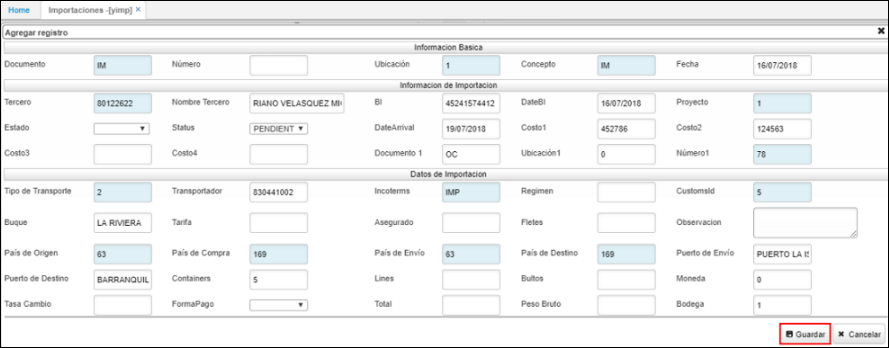 Home Importaciones -[yimp] ×
Agregar registro ✖
Informacion Basica
Documento IM Número Ubicación 1 Concepto IM Fecha 16/07/2018
Informacion de Importacion
Tercero 80122622 Nombre Tercero RIANO VELASQUEZ BI 45241574412 DateBI 16/07/2018 Proyecto 1
Estado Status PENDIENT DateArrival 19/07/2018 Costo1 452786 Costo2 124563
Costo3 Costo4 Documento 1 OC Ubicación1 0 Número1 78
Datos de Importacion
Tipo de Transporte 2 Transportador 830441002 Incoterms IMP Regimen CustomsId 5
Buque LA RIVIERA Tarifa Asegurado Fletes Observacion
País de Origen 63 País de Compra 169 País de Envío 63 País de Destino 169 Puerto de Envío PUERTO LA
Puerto de Destino BARRANQUIL Containers 5 Lines Bultos Moneda 0
Tasa Cambio FormaPago Total Peso Bruto Bodega 1
Guardar ✖ Cancelar